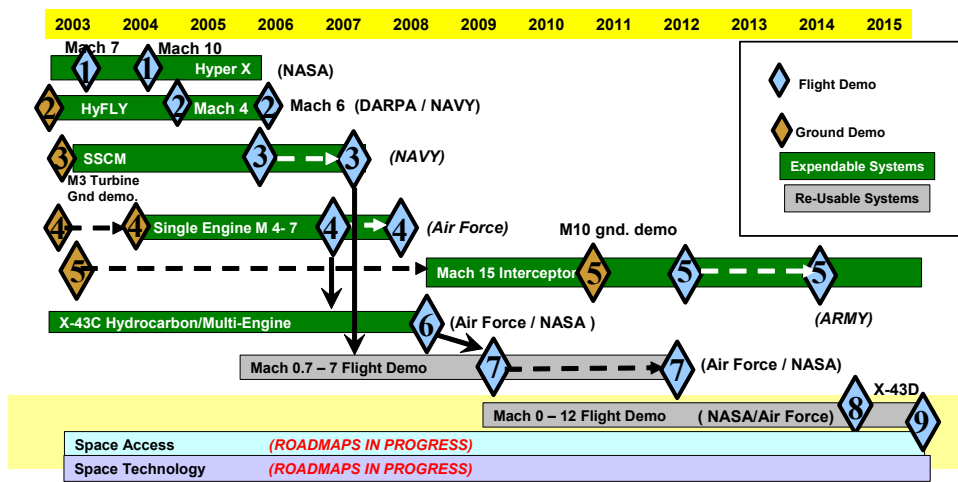 2003 2004 2005 2006 2007 2008 2009 2010 2011 2012 2014 2015
Mach 7 Mach 10
1 1 Hyper X (NASA)
2 HyFLY 2 Mach 4 2 Mach 6 (DARPA / NAVY)
3 SSCM 3 3 (NAVY)
M3 Turbine
Gnd demo.
4 4 Single Engine M 4- 7 4 4 (Air Force)
M10 gnd. demo
5 Mach 15 Interceptor 5 5 5
(ARMY)
X-43C Hydrocarbon/Multi-Engine 6 (Air Force / NASA )
Mach 0.7 – 7 Flight Demo 7 7 (Air Force / NASA)
X-43D
Mach 0 – 12 Flight Demo ( NASA/Air Force) 8 9
Space Access (ROADMAPS IN PROGRESS)
Space Technology (ROADMAPS IN PROGRESS)
Flight Demo
Ground Demo
Expendable Systems
Re-Usable Systems